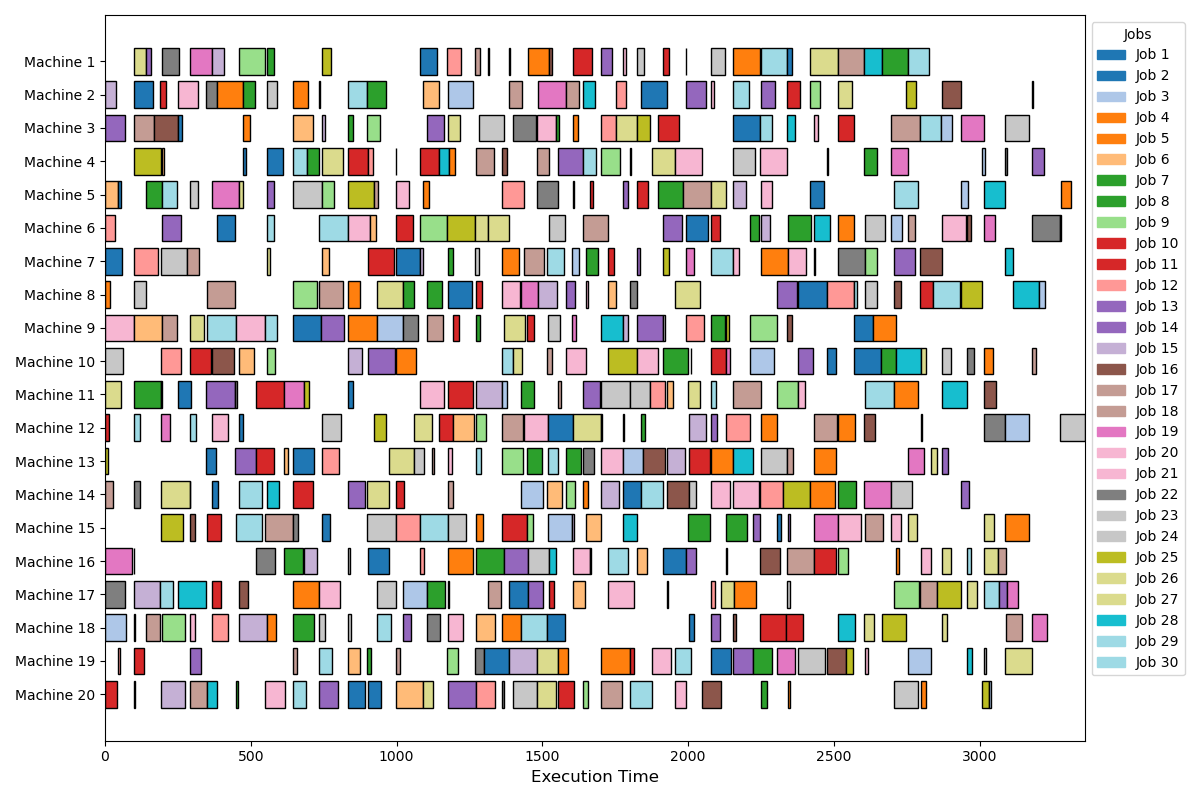 Machine 1
Machine 2
Machine 3
Machine 4
Machine 5
Machine 6
Machine 7
Machine 8
Machine 9
Machine 10
Machine 11
Machine 12
Machine 13
Machine 14
Machine 15
Machine 16
Machine 17
Machine 18
Machine 19
Machine 20
0 500 1000 1500 2000 2500 3000
Execution Time
Jobs
Job 1
Job 2
Job 3
Job 4
Job 5
Job 6
Job 7
Job 8
Job 9
Job 10
Job 11
Job 12
Job 13
Job 14
Job 15
Job 16
Job 17
Job 18
Job 19
Job 20
Job 21
Job 22
Job 23
Job 24
Job 25
Job 26
Job 27
Job 28
Job 29
Job 30